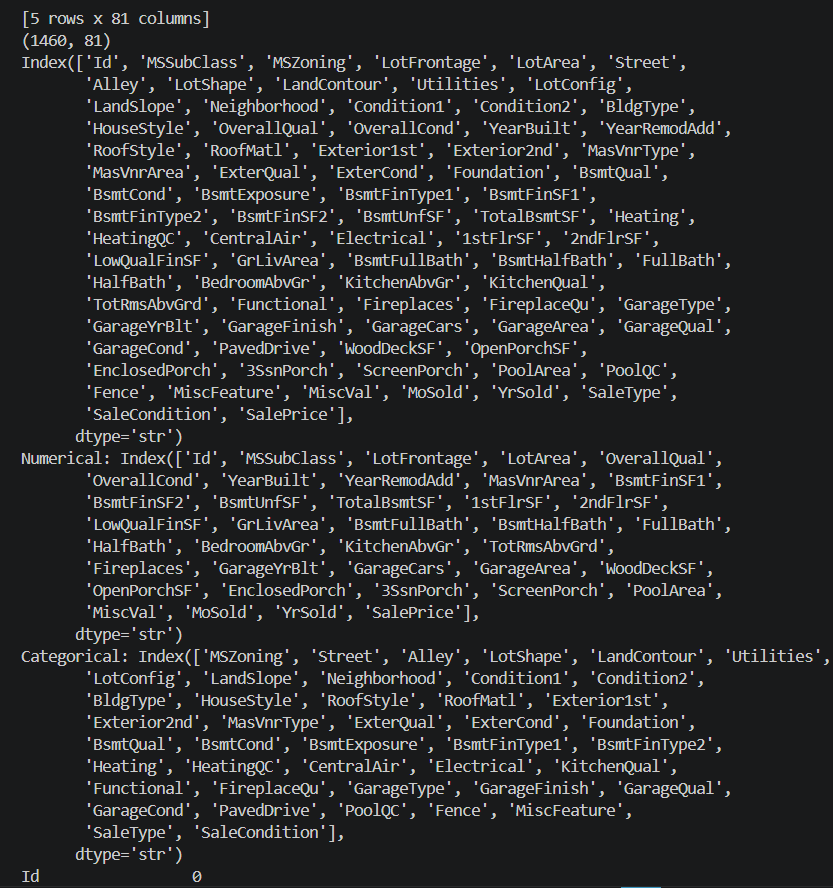 [5 rows x 81 columns]
(1460, 81)
Index(['Id', 'MSSubClass', 'MSZoning', 'LotFrontage', 'LotArea', 'Street',
'Alley', 'LotShape', 'LandContour', 'Utilities', 'LotConfig',
'LandSlope', 'Neighborhood', 'Condition1', 'Condition2', 'BldgType',
'HouseStyle', 'OverallQual', 'OverallCond', 'YearBuilt', 'YearRemodAdd',
'RoofStyle', 'RoofMatl', 'Exterior1st', 'Exterior2nd', 'MasVnrType',
'MasVnrArea', 'ExterQual', 'ExterCond', 'Foundation', 'BsmtQual',
'BsmtCond', 'BsmtExposure', 'BsmtFinType1', 'BsmtFinSF1',
'BsmtFinType2', 'BsmtFinSF2', 'BsmtUnfSF', 'TotalBsmtSF', 'Heating',
'HeatingQC', 'CentralAir', 'Electrical', '1stFlrSF', '2ndFlrSF',
'LowQualFinSF', 'GrLivArea', 'BsmtFullBath', 'BsmtHalfBath', 'FullBath',
'HalfBath', 'BedroomAbvGr', 'KitchenAbvGr', 'KitchenQual',
'TotRmsAbvGrd', 'Functional', 'Fireplaces', 'FireplaceQu', 'GarageType',
'GarageYrBlt', 'GarageFinish', 'GarageCars', 'GarageArea', 'GarageQual',
'GarageCond', 'PavedDrive', 'WoodDeckSF', 'OpenPorchSF',
'EnclosedPorch', '3SsnPorch', 'ScreenPorch', 'PoolArea', 'PoolQC',
'Fence', 'MiscFeature', 'MiscVal', 'MoSold', 'YrSold', 'SaleType',
'SaleCondition', 'SalePrice'],
dtype='str')
Numerical: Index(['Id', 'MSSubClass', 'LotFrontage', 'LotArea', 'OverallQual',
'OverallCond', 'YearBuilt', 'YearRemodAdd', 'MasVnrArea', 'BsmtFinSF1',
'BsmtFinSF2', 'BsmtUnfSF', 'TotalBsmtSF', '1stFlrSF', '2ndFlrSF',
'LowQualFinSF', 'GrLivArea', 'BsmtFullBath', 'BsmtHalfBath', 'FullBath',
'HalfBath', 'BedroomAbvGr', 'KitchenAbvGr', 'TotRmsAbvGrd',
'Fireplaces', 'GarageYrBlt', 'GarageCars', 'GarageArea', 'WoodDeckSF',
'OpenPorchSF', 'EnclosedPorch', '3SsnPorch', 'ScreenPorch', 'PoolArea',
'MiscVal', 'MoSold', 'YrSold', 'SalePrice'],
dtype='str')
Categorical: Index(['MSZoning', 'Street', 'Alley', 'LotShape', 'LandContour', 'Utilities',
'LotConfig', 'LandSlope', 'Neighborhood', 'Condition1', 'Condition2',
'BldgType', 'HouseStyle', 'RoofStyle', 'RoofMatl', 'Exterior1st',
'Exterior2nd', 'MasVnrType', 'ExterQual', 'ExterCond', 'Foundation',
'BsmtQual', 'BsmtCond', 'BsmtExposure', 'BsmtFinType1', 'BsmtFinType2',
'Heating', 'HeatingQC', 'CentralAir', 'Electrical', 'KitchenQual',
'Functional', 'FireplaceQu', 'GarageType', 'GarageFinish', 'GarageQual',
'GarageCond', 'PavedDrive', 'PoolQC', 'Fence', 'MiscFeature',
'SaleType', 'SaleCondition'],
dtype='str')
Id 0